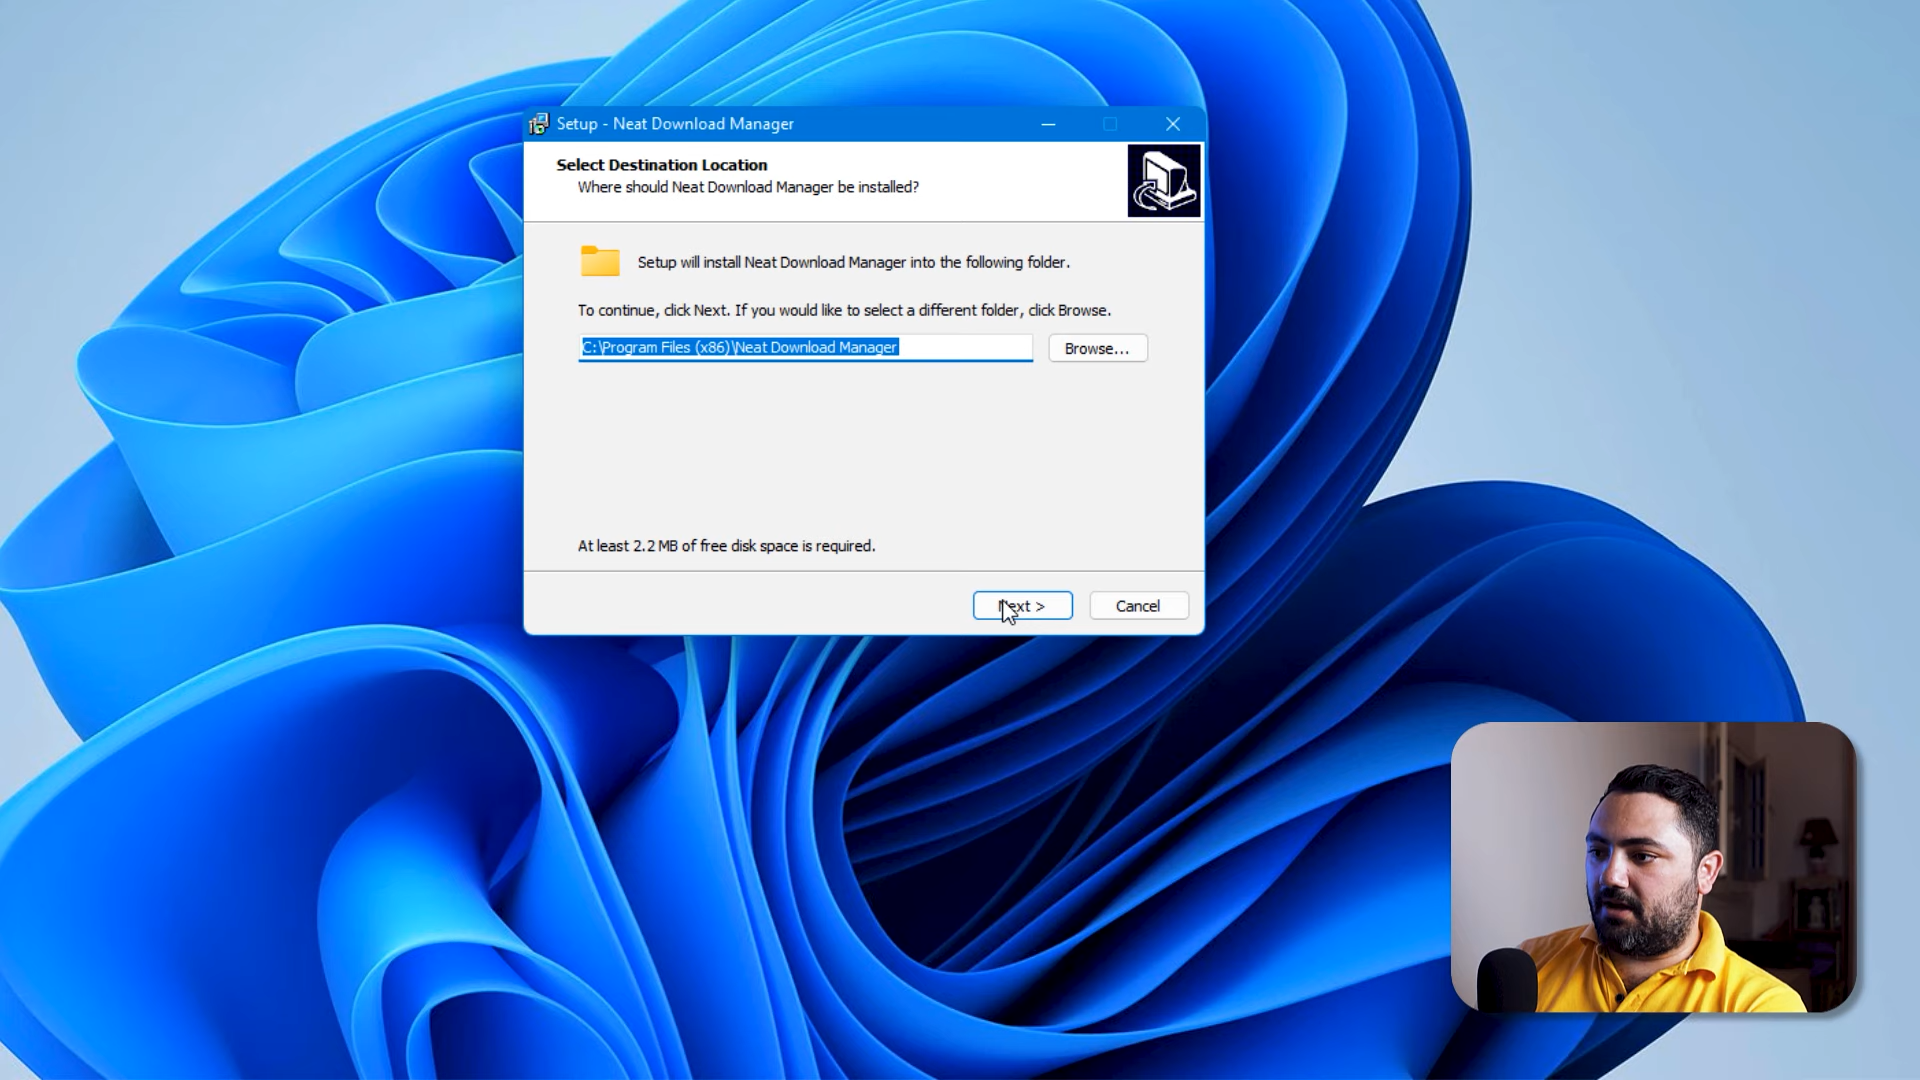 Setup - Neat Download Manager
Select Destination Location
Where should Neat Download Manager be installed?
Setup will install Neat Download Manager into the following folder.
To continue, click Next. If you would like to select a different folder, click Browse.
C:\Program Files (x86)\Neat Download Manager
Browse...
At least 2.2 MB of free disk space is required.
Next >
Cancel